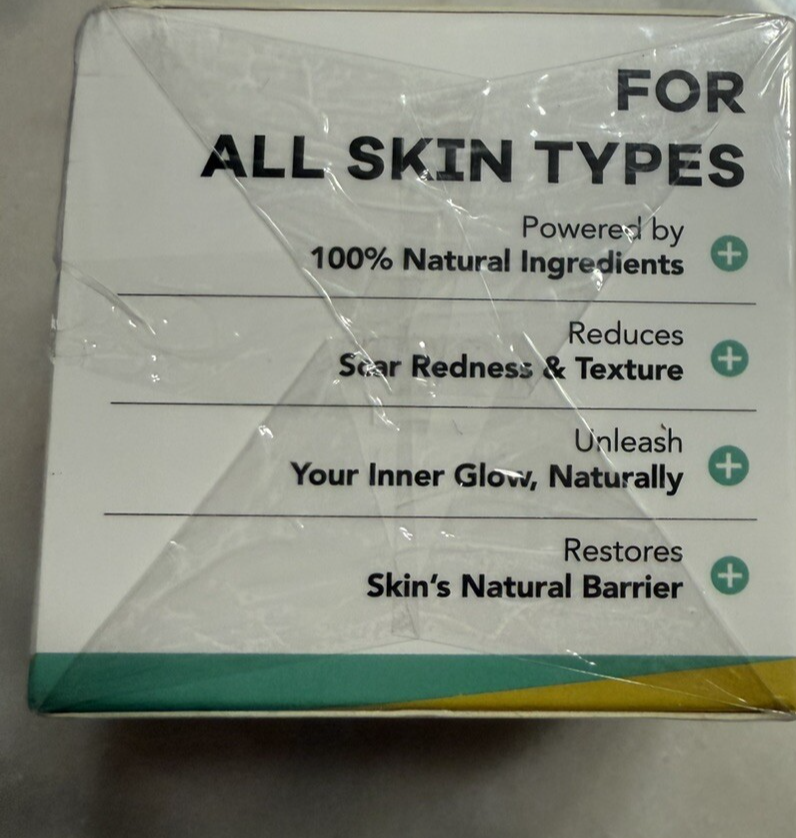 FOR
ALL SKIN TYPES
Powered by
100% Natural Ingredients
Reduces
Scar Redness & Texture
Unleash
Your Inner Glow, Naturally
Restores
Skin's Natural Barrier